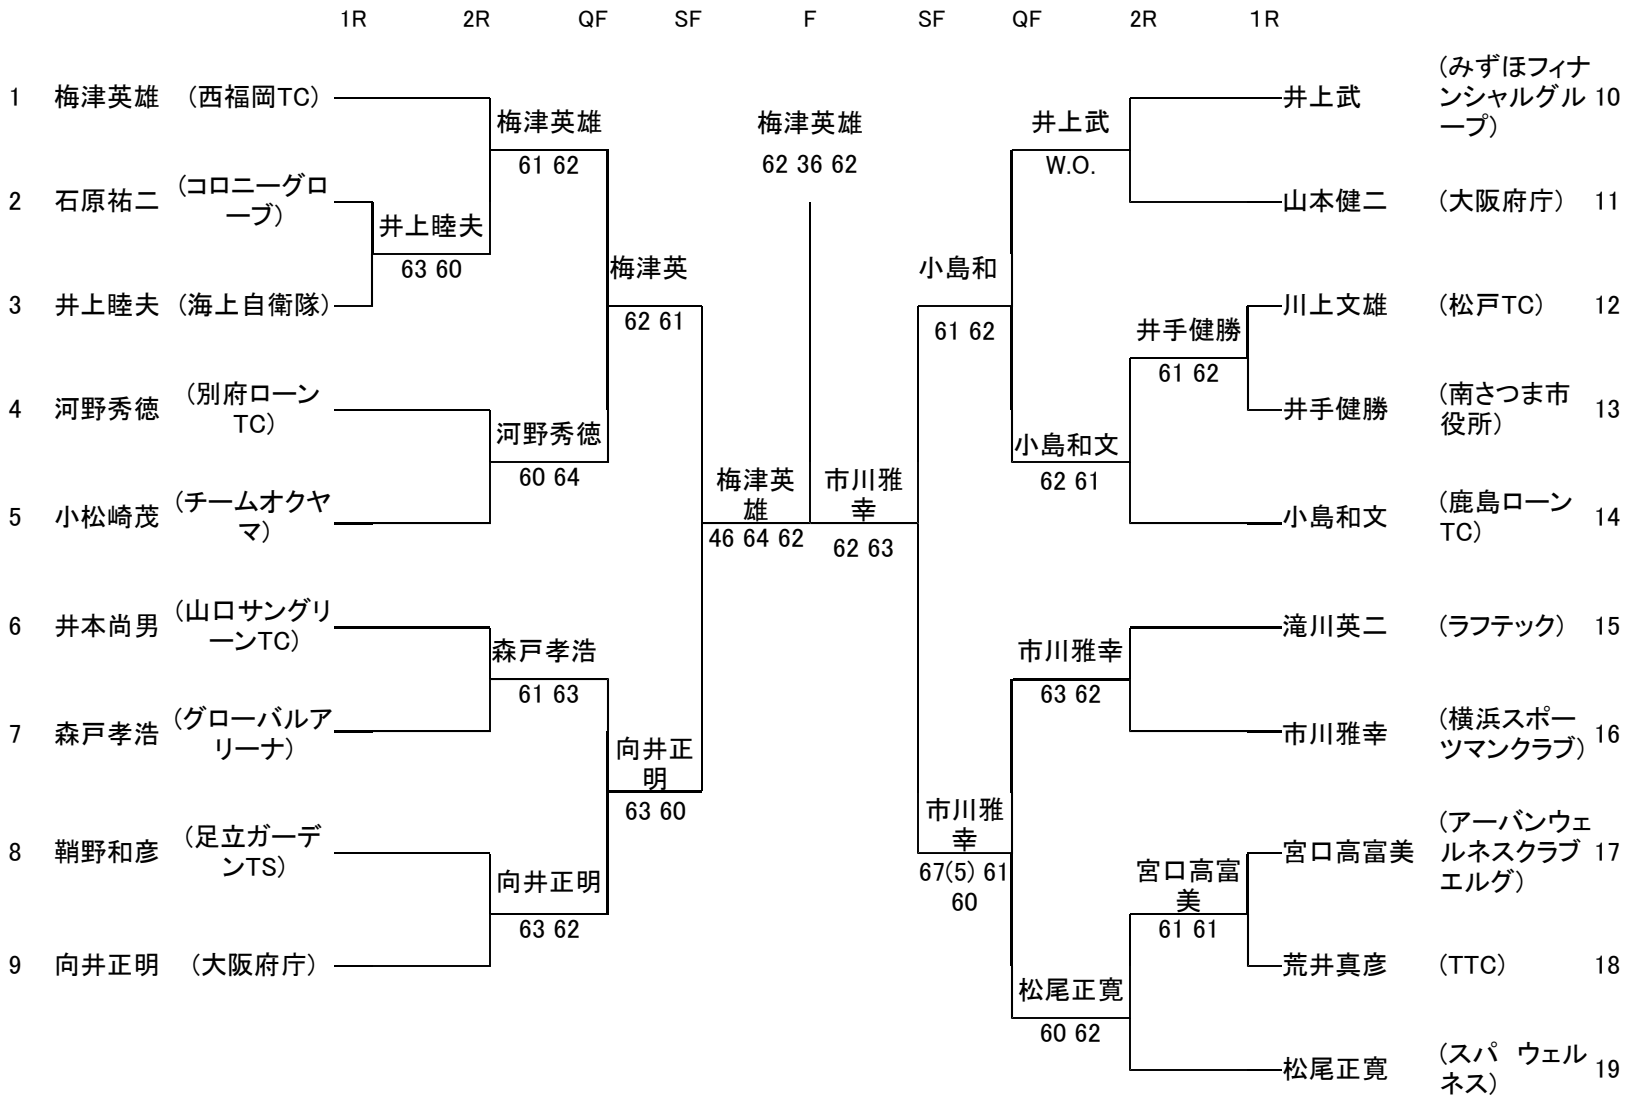 1R 2R QF SF F SF QF 2R 1R
1 梅津英雄 (西福岡TC)
2 石原祐二 (コロニーグロ
ーブ)
3 井上睦夫 (海上自衛隊)
4 河野秀徳 (別府ローン
TC)
5 小松崎茂 (チームオクヤ
マ)
6 井本尚男 (山口サングリ
ーンTC)
7 森戸孝浩 (グローバルア
リーナ)
8 鞘野和彦 (足立ガーデ
ンTS)
9 向井正明 (大阪府庁)
井上睦夫
63 60
梅津英雄
61 62
河野秀徳
60 64
森戸孝浩
61 63
向井正明
63 62
梅津英
62 61
向井正
明
63 60
梅津英
雄
46 64 62
梅津英雄
62 36 62
市川雅
幸
62 63
小島和
61 62
市川雅
幸
67(5) 61
60
井上武
W.O.
小島和文
62 61
市川雅幸
63 62
松尾正寛
60 62
井手健勝
61 62
宮口高富
美
61 61
井上武 (みずほフィナ
ンシャルグル
ープ) 10
山本健二 (大阪府庁) 11
川上文雄 (松戸TC) 12
井手健勝 (南さつま市
役所) 13
小島和文 (鹿島ローン
TC) 14
滝川英二 (ラフテック) 15
市川雅幸 (横浜スポー
ツマンクラブ) 16
宮口高富美 (アーバンウェ
ルネスクラブ
エルグ) 17
荒井真彦 (TTC) 18
松尾正寛 (スパ　ウェル
ネス) 19